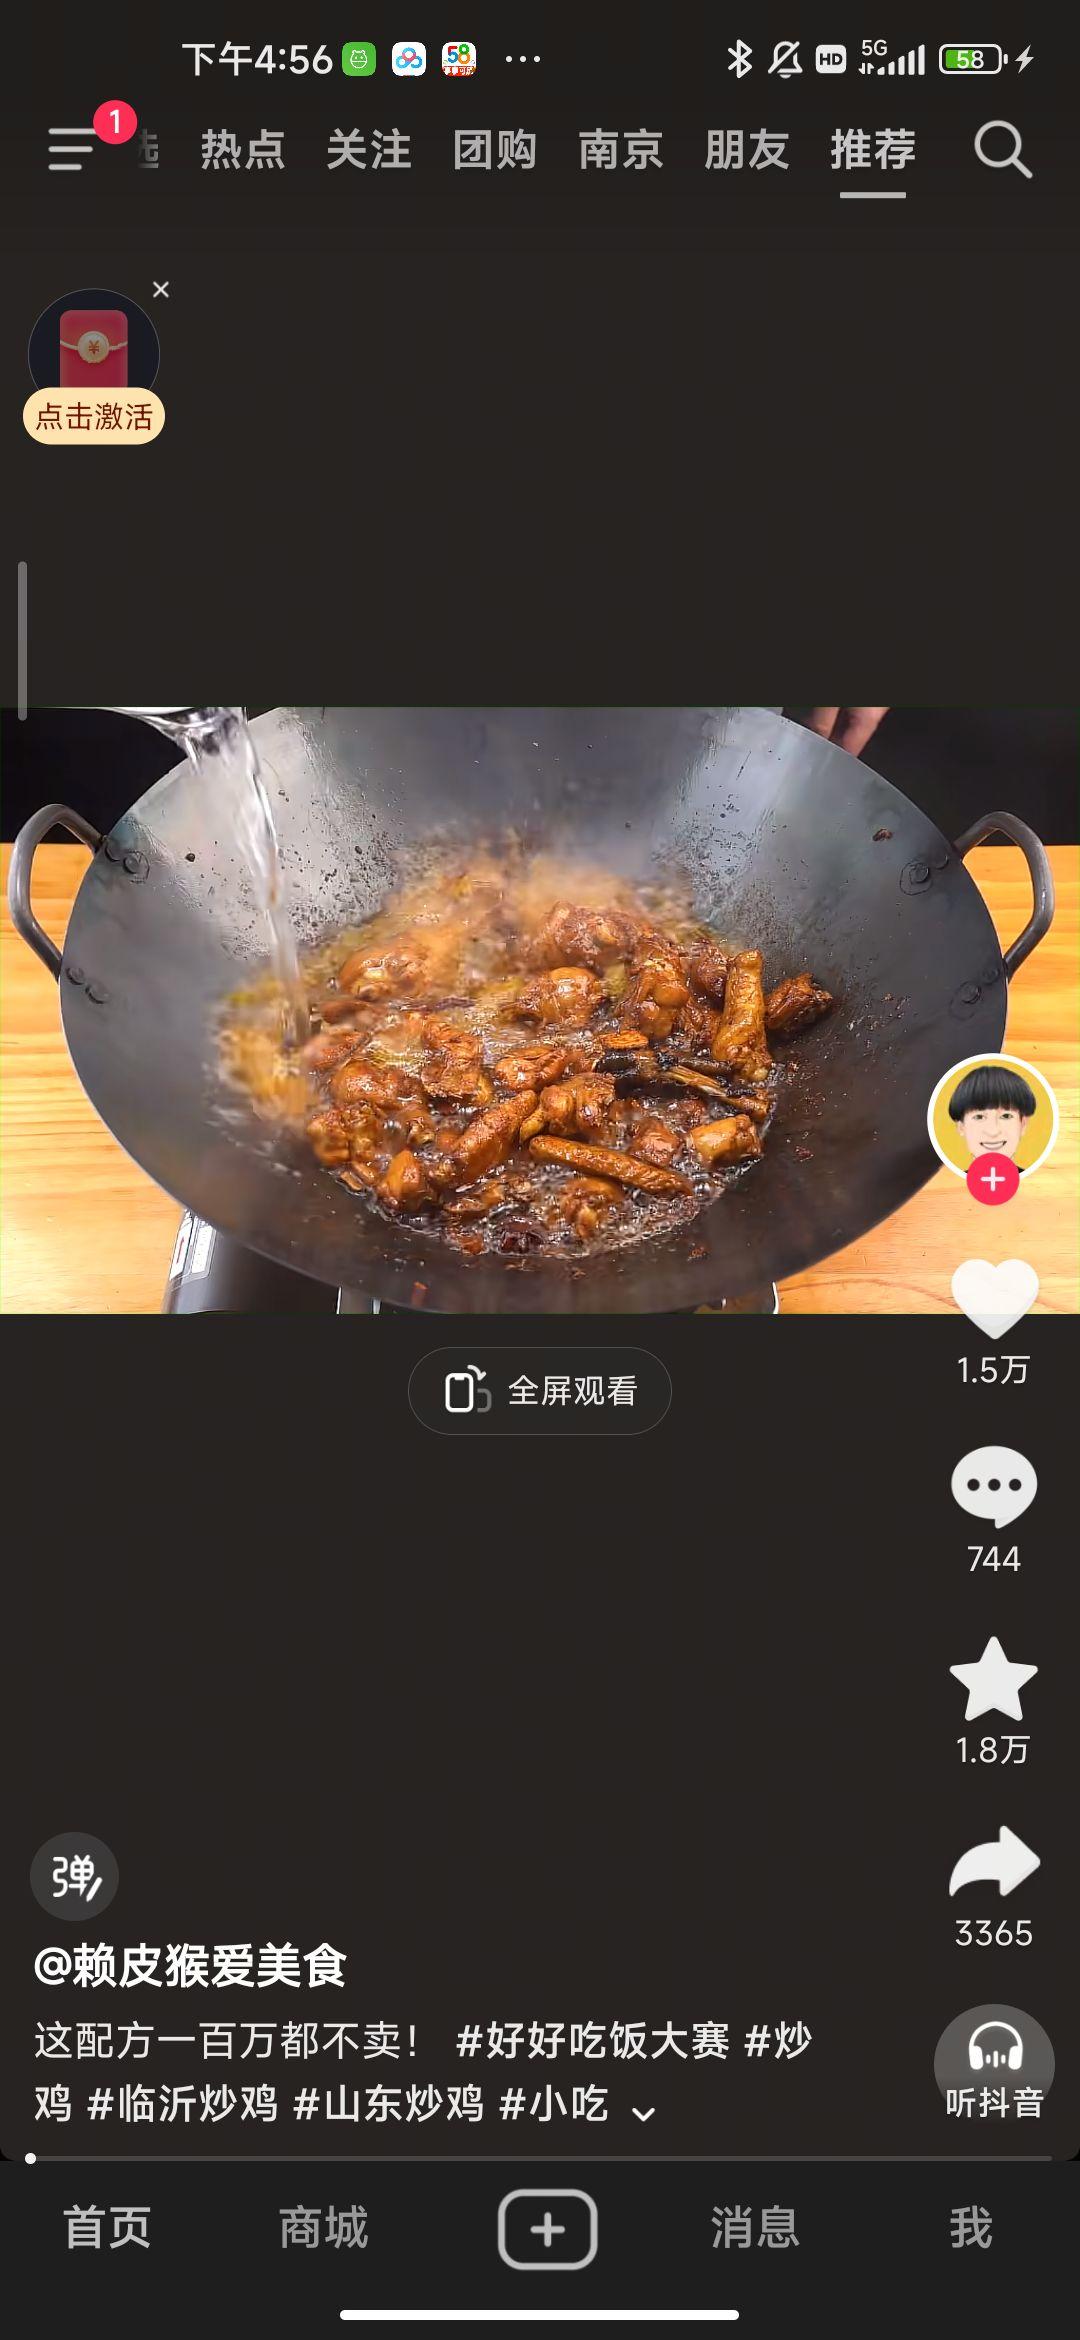 下午4:56
HD
5G
58
1
热点
关注
团购
南京
朋友
推荐
点击激活
全屏观看
1.5万
744
1.8万
3365
弹
@赖皮猴爱美食
这配方一百万都不卖！ #好好吃饭大赛 #炒
鸡 #临沂炒鸡 #山东炒鸡 #小吃
听抖音
首页
商城
消息
我